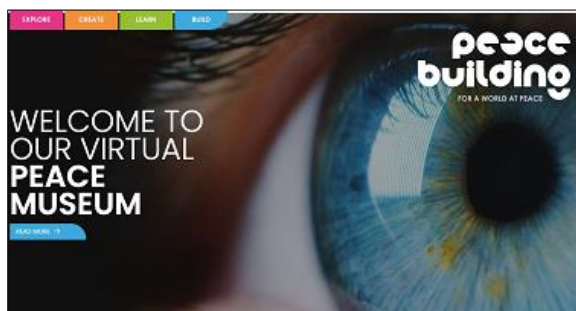 EXPLORE CREATE LEARN BUILD
peace
building
FOR A WORLD AT PEACE
WELCOME TO
OUR VIRTUAL
PEACE
MUSEUM
READ MORE →